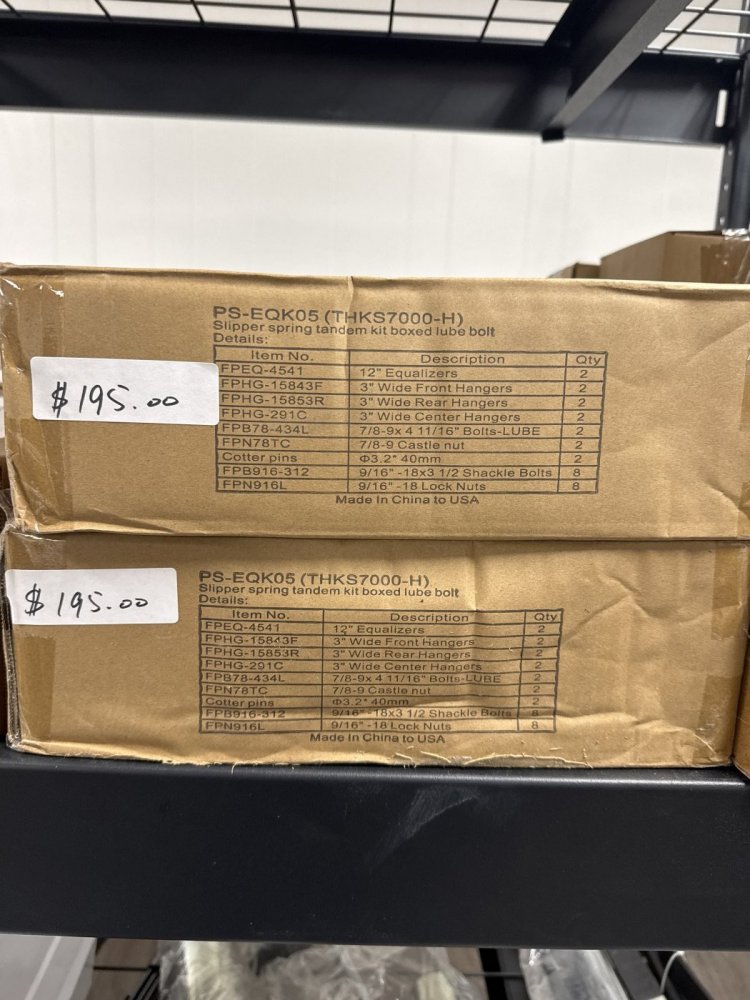 PS-EQK05 (THKS7000-H)
Slipper spring tandem kit boxed lube bolt
Details:
Item No. Description Qty
FPEQ-4541 12" Equalizers 2
FPHG-15843F 3" Wide Front Hangers 2
FPHG-15853R 3" Wide Rear Hangers 2
FPHG-291C 3" Wide Center Hangers 2
FPB78-434L 7/8-9x 4 11/16" Bolts-LUBE 2
FPN78TC 7/8-9 Castle nut 2
Cotter pins Φ3.2* 40mm 2
FPB916-312 9/16" -18x3 1/2 Shackle Bolts 8
FPN916L 9/16" -18 Lock Nuts 8
Made In China to USA
$195.00
PS-EQK05 (THKS7000-H)
Slipper spring tandem kit boxed lube bolt
Details:
Item No. Description Qty
FPEQ-4541 12" Equalizers 2
FPHG-15843F 3" Wide Front Hangers 2
FPHG-15853R 3" Wide Rear Hangers 2
FPHG-291C 3" Wide Center Hangers 2
FPB78-434L 7/8-9x 4 11/16" Bolts-LUBE 2
FPN78TC 7/8-9 Castle nut 2
Cotter pins Φ3.2* 40mm 2
FPB916-312 9/16" -18x3 1/2 Shackle Bolts 8
FPN916L 9/16" -18 Lock Nuts 8
Made In China to USA
$195.00